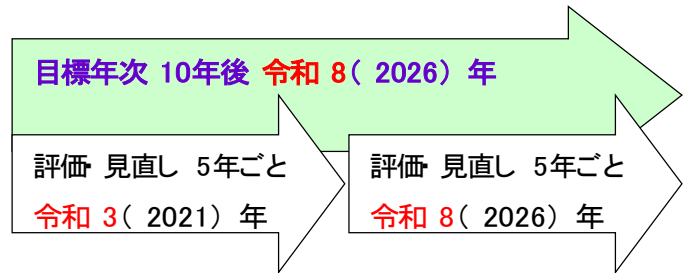 目標年次 10年後 令和 8( 2026) 年
評価・見直し 5年ごと
令和 3( 2021) 年
評価・見直し 5年ごと
令和 8( 2026) 年